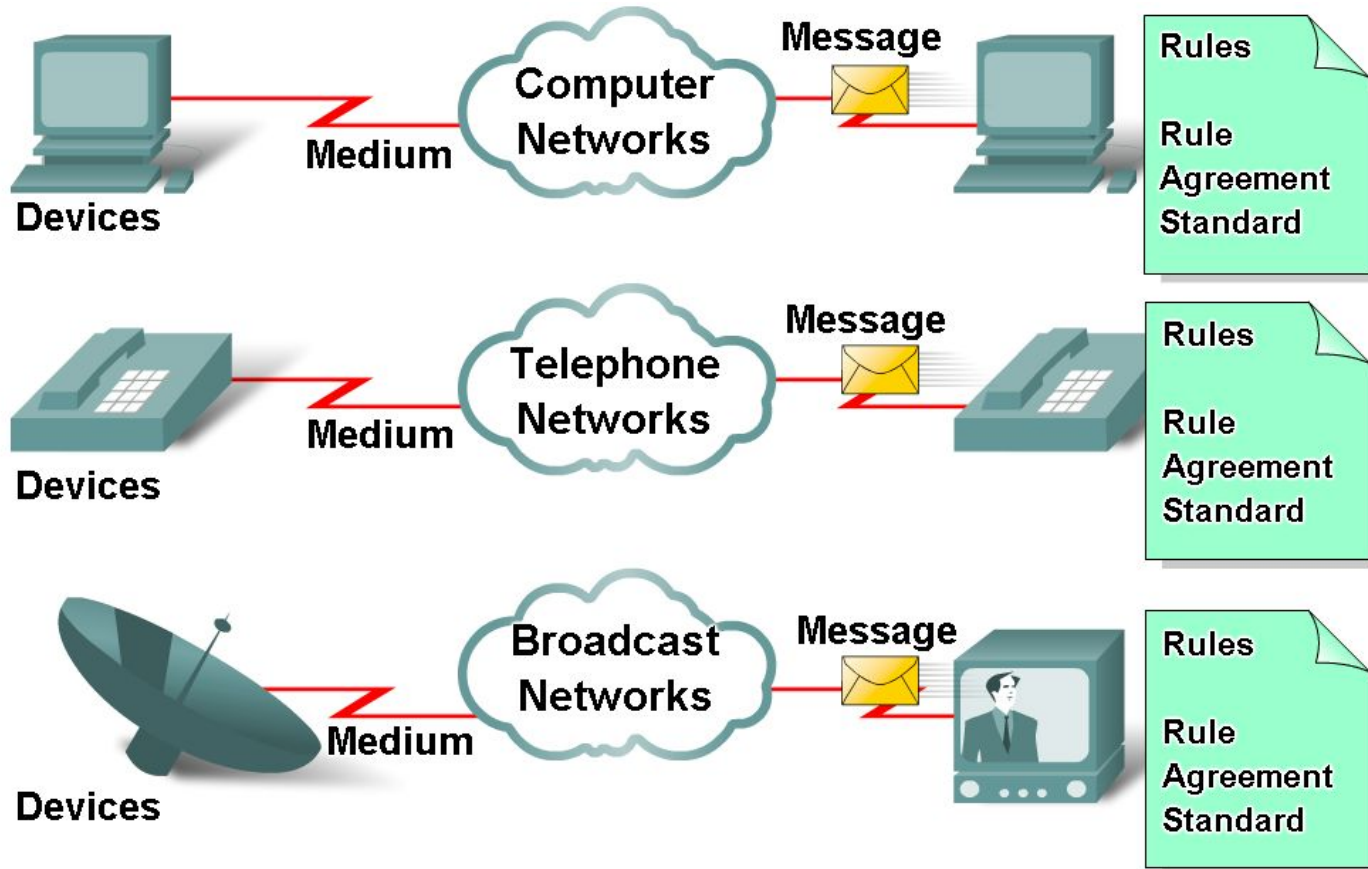 Message
Computer
Networks
Medium
Devices
Rules
Rule
Agreement
Standard
Message
Telephone
Networks
Medium
Devices
Rules
Rule
Agreement
Standard
Message
Broadcast
Networks
Medium
Devices
Rules
Rule
Agreement
Standard